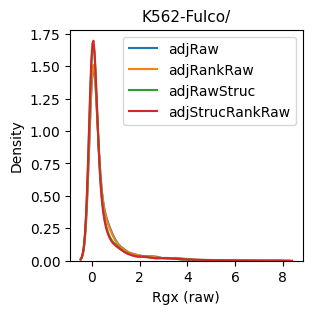 K562-Fulco/
1.75
1.50
1.25
1.00
0.75
0.50
0.25
0.00
Density
adjRaw
adjRankRaw
adjRawStruc
adjStrucRankRaw
0 2 4 6 8
Rgx (raw)